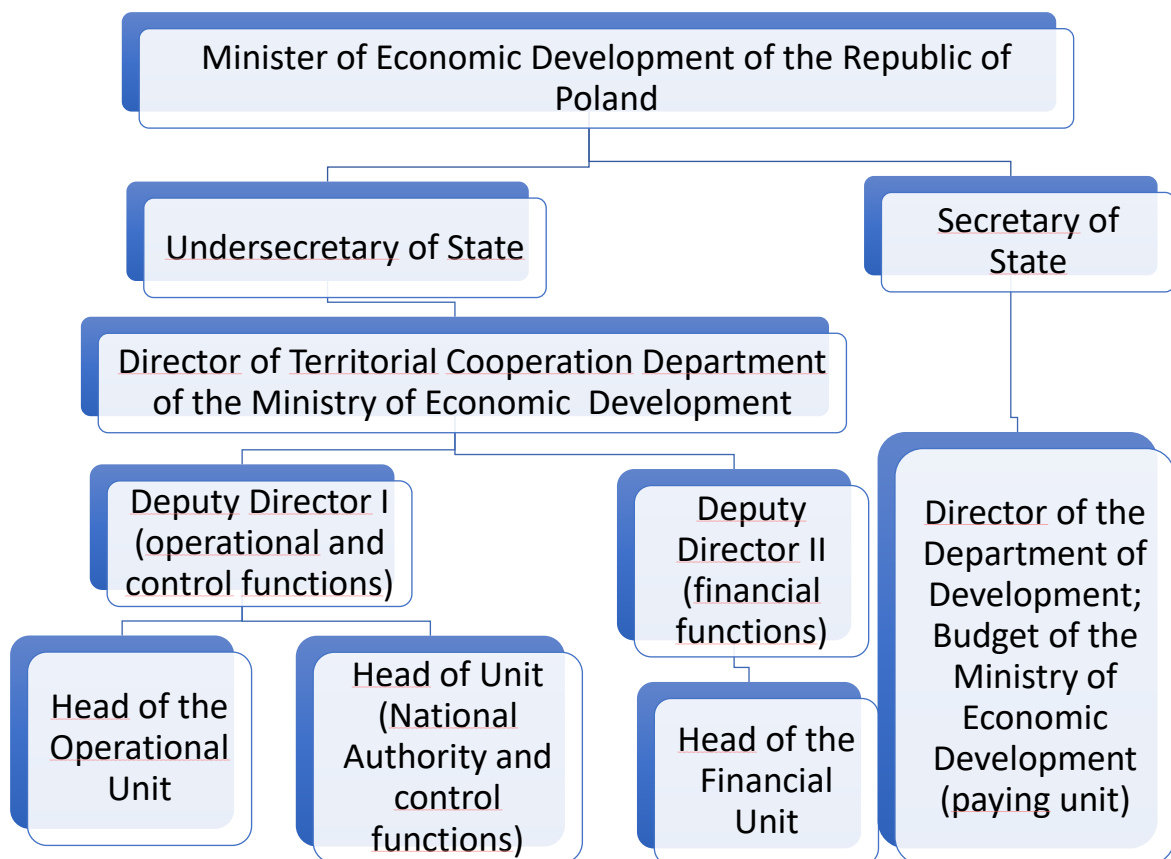 Minister of Economic Development of the Republic of
Poland
Undersecretary of State
Secretary of
State
Director of Territorial Cooperation Department
of the Ministry of Economic Development
Deputy Director I
(operational and
control functions)
Deputy
Director II
(financial
functions)
Director of the
Department of
Development;
Budget of the
Ministry of
Economic
Development
(paying unit)
Head of the
Operational
Unit
Head of Unit
(National
Authority and
control
functions)
Head of the
Financial
Unit